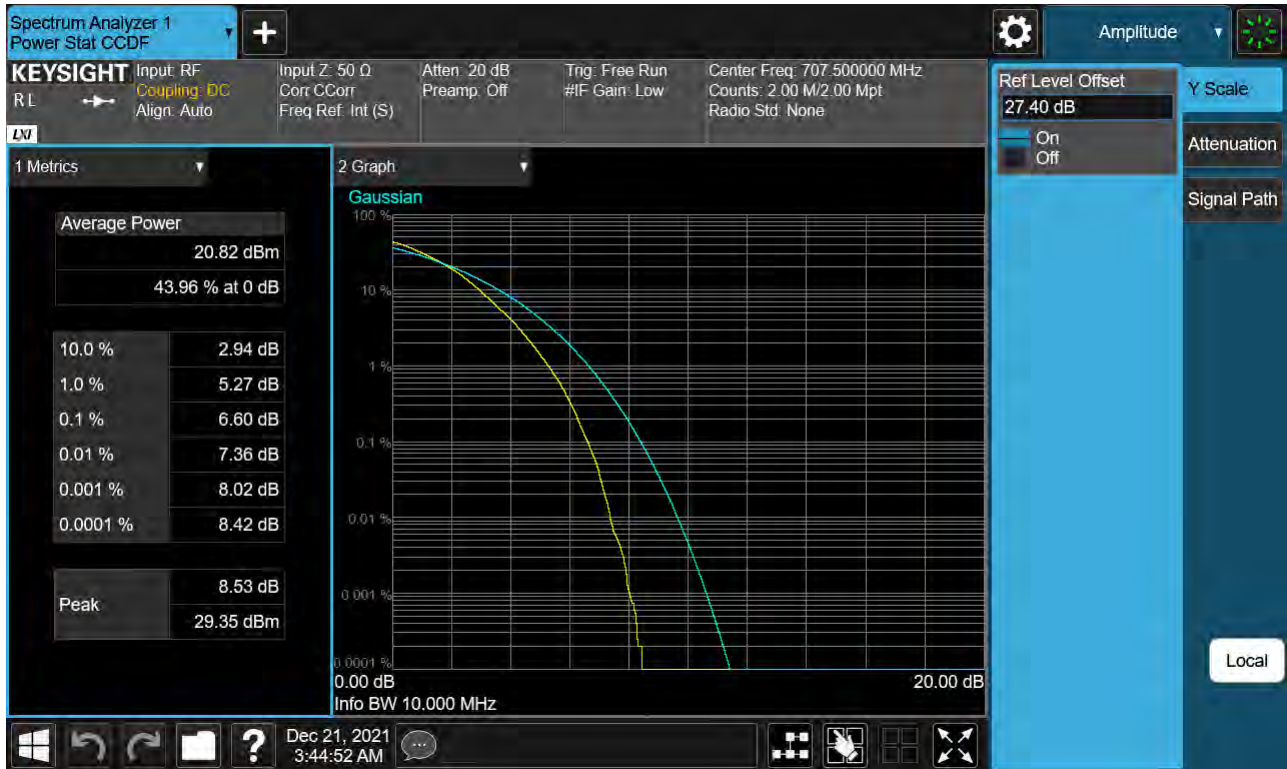 Spectrum Analyzer 1
Power Stat CCDF
+
Amplitude
KEYSIGHT
RL
LXI
Input: RF
Coupling: DC
Align: Auto
Input Z: 50 Ω
Corr CCorr
Freq Ref: Int (S)
Atten: 20 dB
Preamp: Off
Trig: Free Run
#IF Gain: Low
Center Freq: 707.500000 MHz
Counts: 2.00 M/2.00 Mpt
Radio Std: None
Ref Level Offset
27.40 dB
On
Off
Y Scale
Attenuation
Signal Path
Local
1 Metrics
Average Power
20.82 dBm
43.96 % at 0 dB
10.0 % 2.94 dB
1.0 % 5.27 dB
0.1 % 6.60 dB
0.01 % 7.36 dB
0.001 % 8.02 dB
0.0001 % 8.42 dB
Peak 8.53 dB
29.35 dBm
2 Graph
Gaussian
100 %
10 %
1 %
0.1 %
0.01 %
0.001 %
0.0001 %
0.00 dB 20.00 dB
Info BW 10.000 MHz
?
Dec 21, 2021
3:44:52 AM